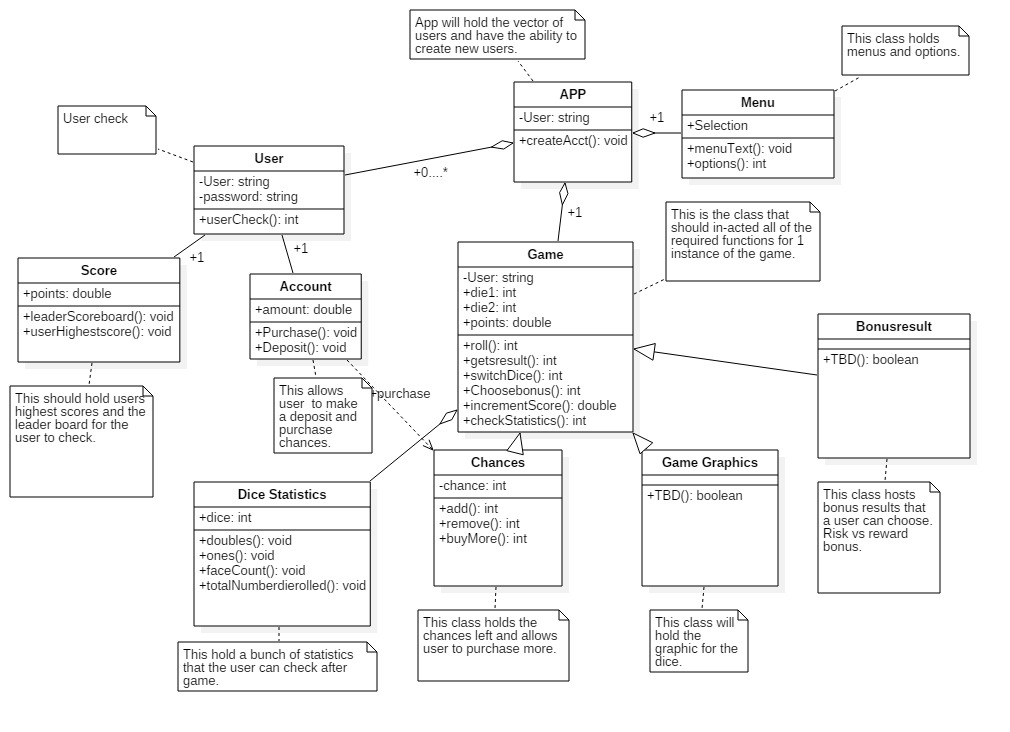 App will hold the vector of
users and have the ability to
create new users.
This class holds
menus and options.
User check
APP
-User: string
+createAcct(): void
+1
Menu
+Selection
+menuText(): void
+options(): int
User
-User: string
-password: string
+userCheck(): int
+0....*
+1
This is the class that
should in-acted all of the
required functions for 1
instance of the game.
+1
+1
Score
+points: double
+leaderScoreboard(): void
+userHighestscore(): void
Account
+amount: double
+Purchase(): void
+Deposit(): void
Game
-User: string
+die1: int
+die2: int
+points: double
+roll(): int
+getsresult(): int
+switchDice(): int
+Choosebonus(): int
+incrementScore(): double
+checkStatistics(): int
Bonusresult
+TBD(): boolean
This should hold users
highest scores and the
leader board for the
user to check.
This allows
user  to make
a deposit and
purchase
chances.
+purchase
Dice Statistics
+dice: int
+doubles(): void
+ones(): void
+faceCount(): void
+totalNumberdierolled(): void
Chances
-chance: int
+add(): int
+remove(): int
+buyMore(): int
Game Graphics
+TBD(): boolean
This class hosts
bonus results that
a user can choose.
Risk vs reward
bonus.
This hold a bunch of statistics
that the user can check after
game.
This class holds the
chances left and allows
user to purchase more.
This class will
hold the
graphic for the
dice.